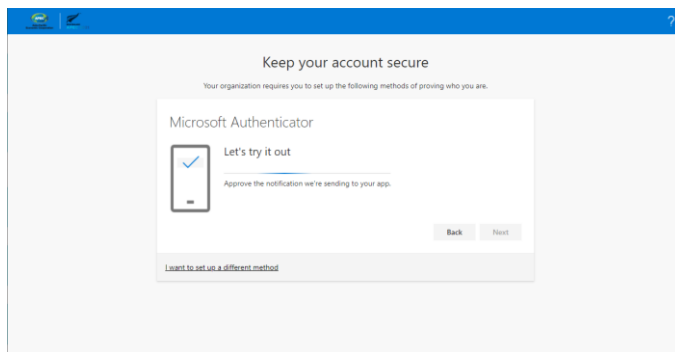 ?
Keep your account secure
Your organization requires you to set up the following methods of proving who you are.
Microsoft Authenticator
Let's try it out
Approve the notification we're sending to your app.
Back Next
I want to set up a different method